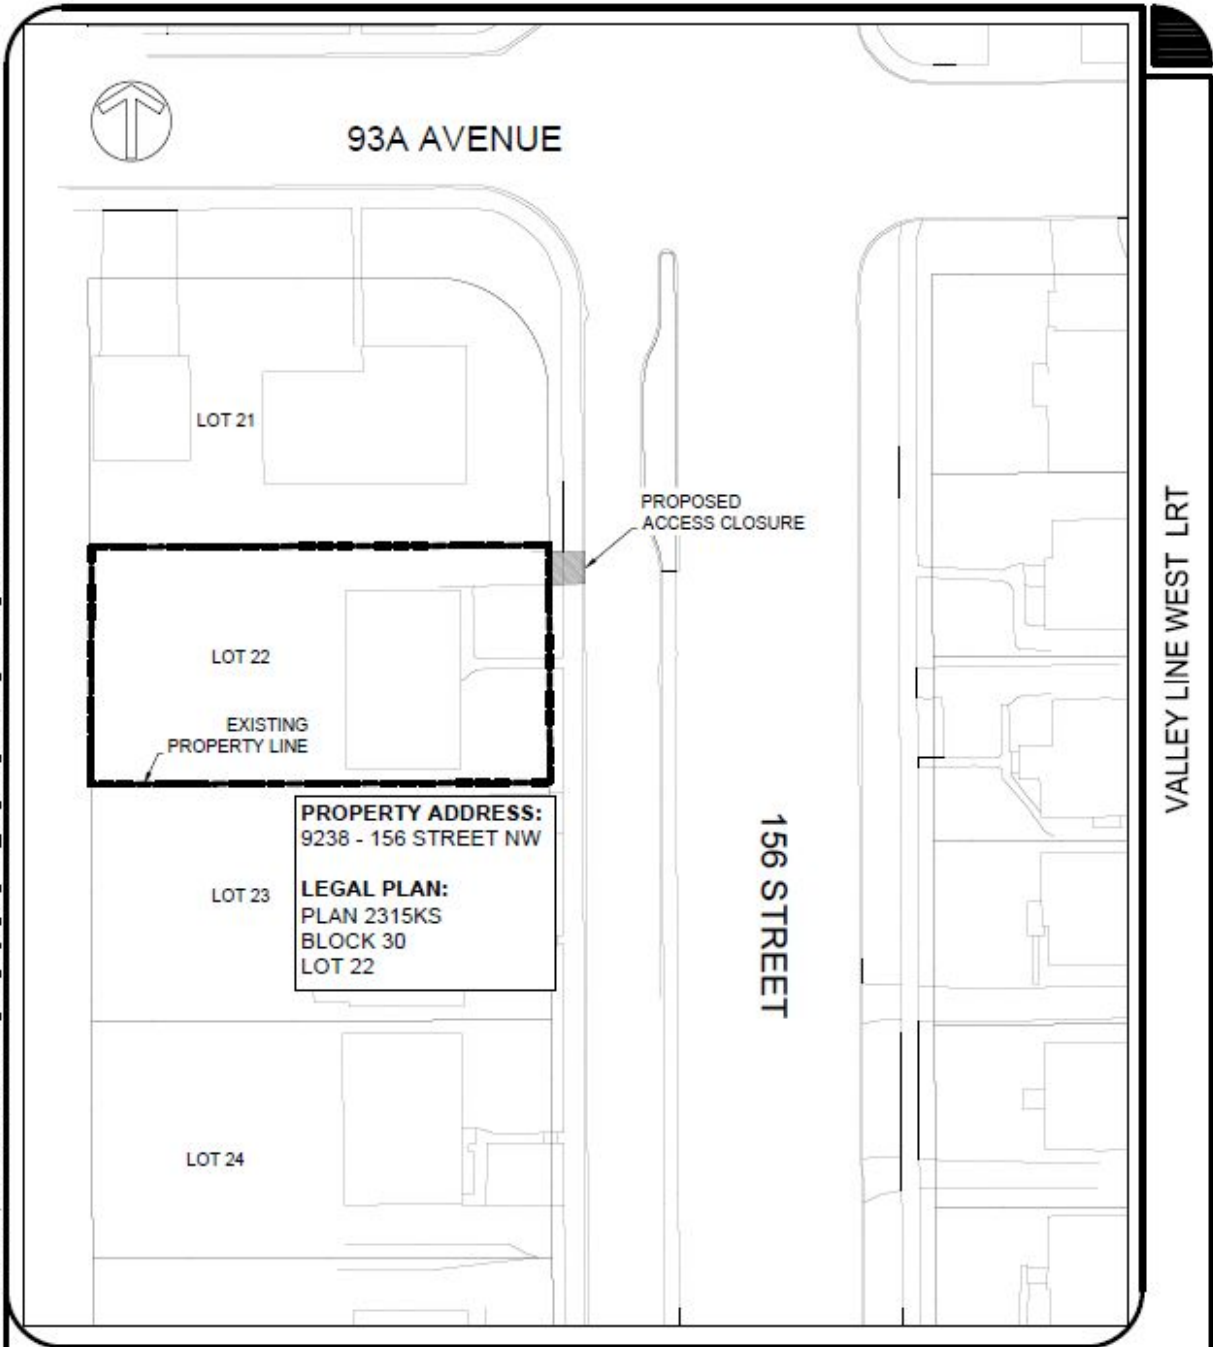 93A AVENUE
LOT 21
PROPOSED
ACCESS CLOSURE
LOT 22
EXISTING
PROPERTY LINE
PROPERTY ADDRESS:
9238 - 156 STREET NW
LEGAL PLAN:
PLAN 2315KS
BLOCK 30
LOT 22
LOT 23
156 STREET
LOT 24
VALLEY LINE WEST LRT